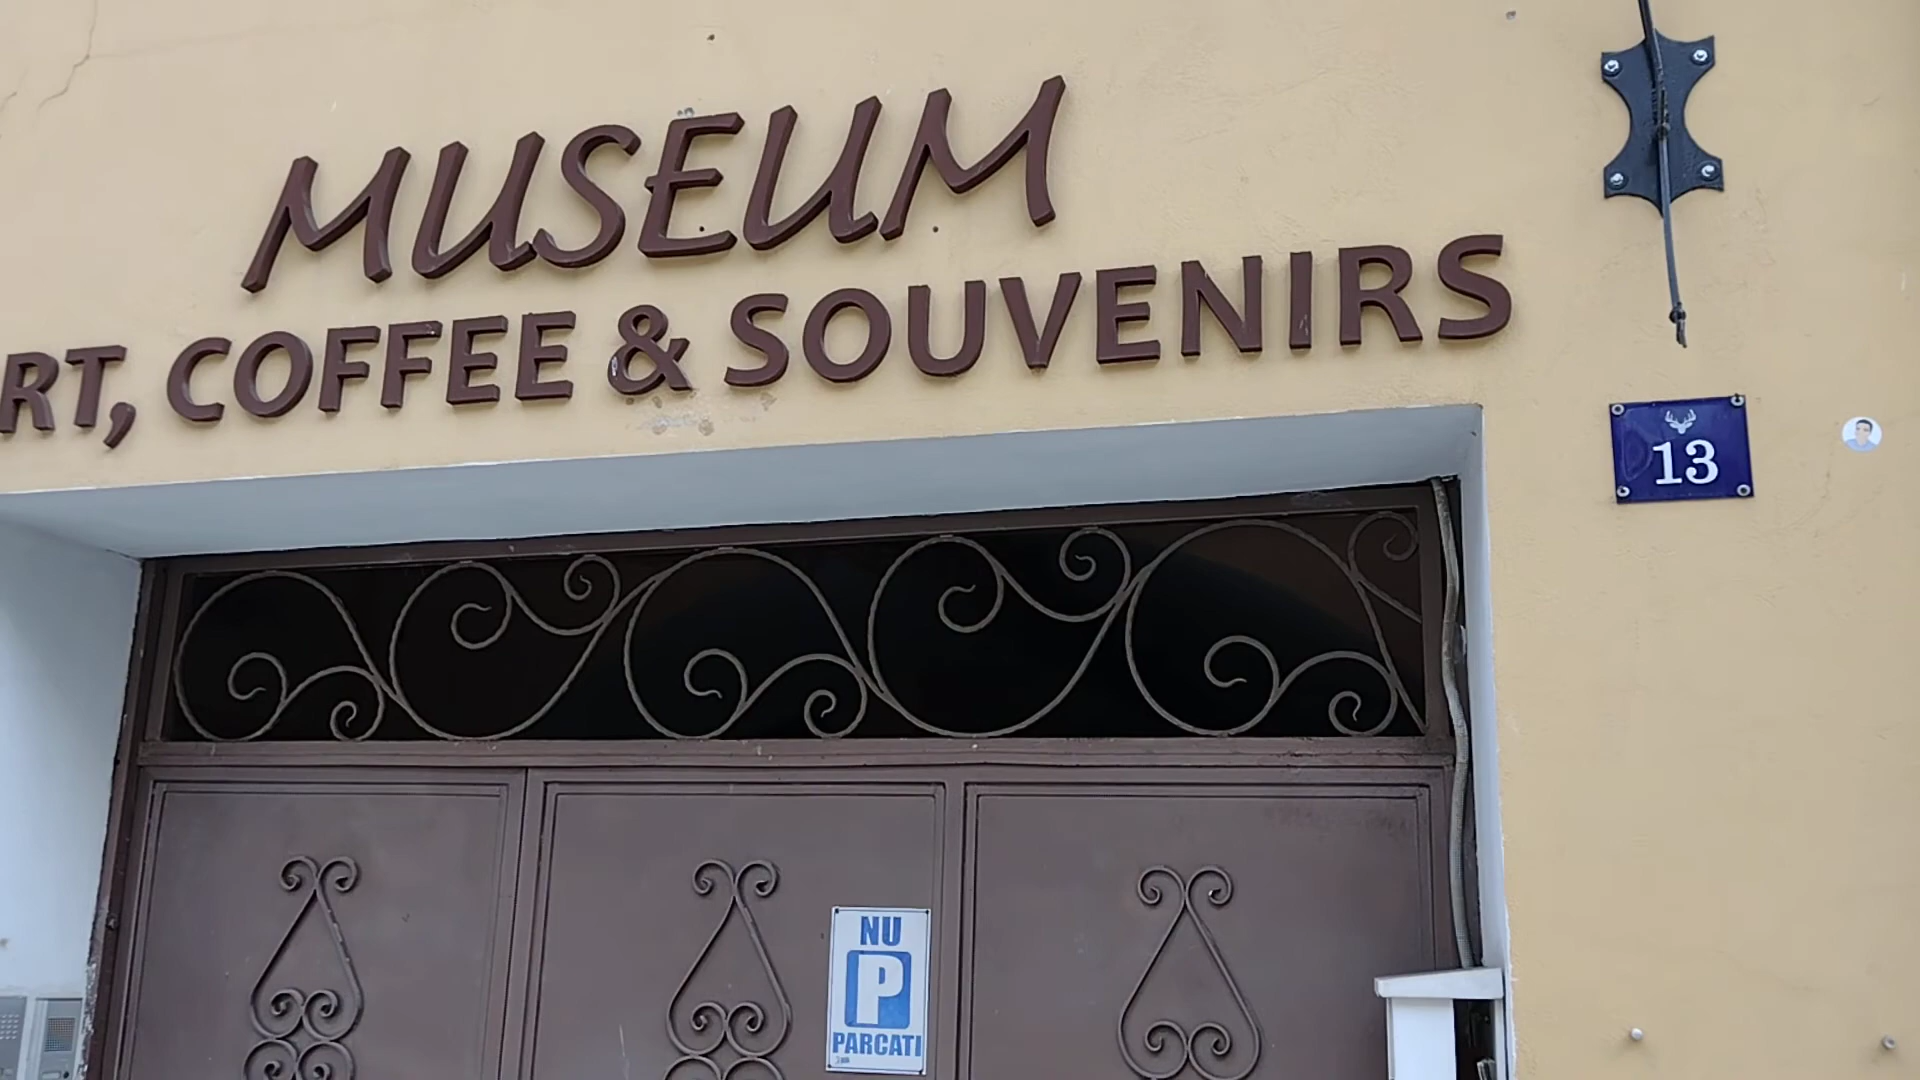 MUSEUM
RT, COFFEE & SOUVENIRS
13
NU
P
PARCATI